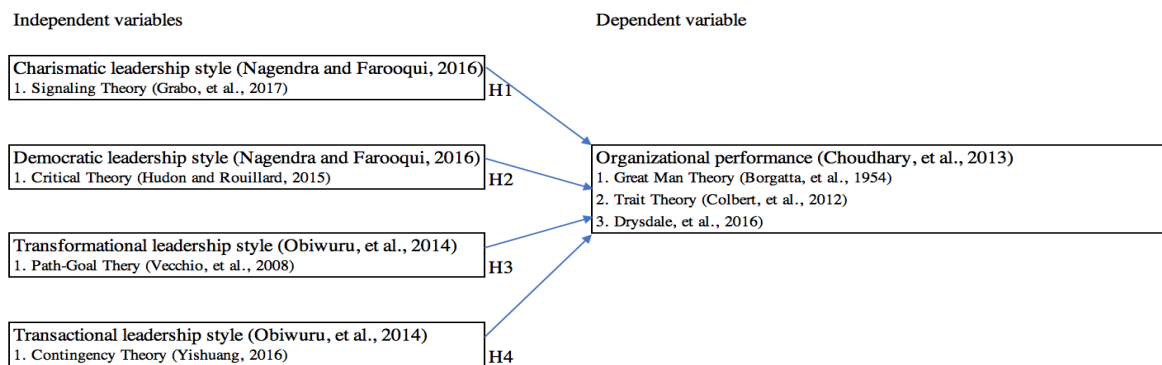 Independent variables
Dependent variable
Charismatic leadership style (Nagendra and Farooqui, 2016)
1. Signaling Theory (Grabo, et al., 2017)
H1
Democratic leadership style (Nagendra and Farooqui, 2016)
1. Critical Theory (Hudon and Rouillard, 2015)
H2
Transformational leadership style (Obiwuru, et al., 2014)
1. Path-Goal Thery (Vecchio, et al., 2008)
H3
Transactional leadership style (Obiwuru, et al., 2014)
1. Contingency Theory (Yishuang, 2016)
H4
Organizational performance (Choudhary, et al., 2013)
1. Great Man Theory (Borgatta, et al., 1954)
2. Trait Theory (Colbert, et al., 2012)
3. Drysdale, et al., 2016)